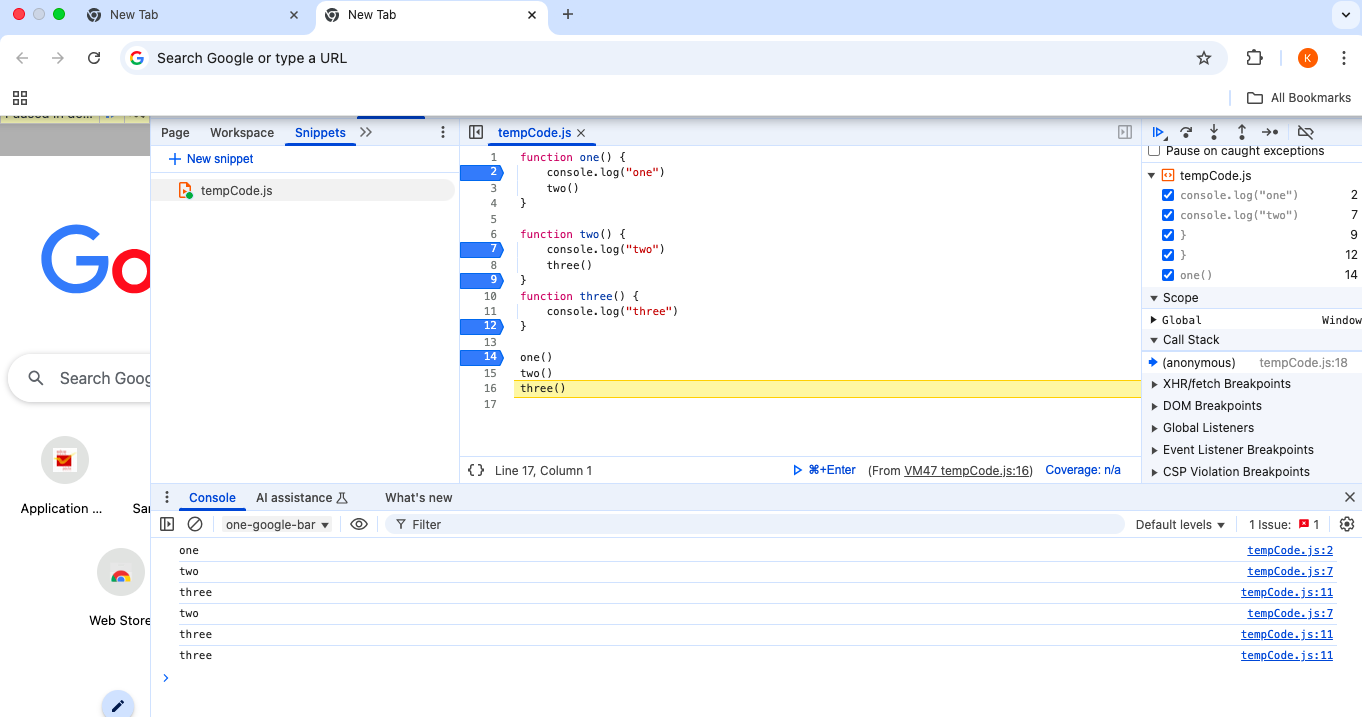 New Tab
New Tab
Search Google or type a URL
K
All Bookmarks
Page Workspace Snippets
New snippet
tempCode.js
tempCode.js
1 function one() {
2 console.log("one")
3 two()
4 }
5
6 function two() {
7 console.log("two")
8 three()
9 }
10 function three() {
11 console.log("three")
12 }
13
14 one()
15 two()
16 three()
17
{ } Line 17, Column 1 ⌘+Enter (From VM47 tempCode.js:16) Coverage: n/a
Pause on caught exceptions
tempCode.js
console.log("one") 2
console.log("two") 7
} 9
} 12
one() 14
Scope
Global Window
Call Stack
(anonymous) tempCode.js:18
XHR/fetch Breakpoints
DOM Breakpoints
Global Listeners
Event Listener Breakpoints
CSP Violation Breakpoints
Go
Search Goog
Application ...
Sar
Web Store
Console AI assistance What's new
one-google-bar Filter Default levels 1 Issue: 1
one tempCode.js:2
two tempCode.js:7
three tempCode.js:11
two tempCode.js:7
three tempCode.js:11
three tempCode.js:11